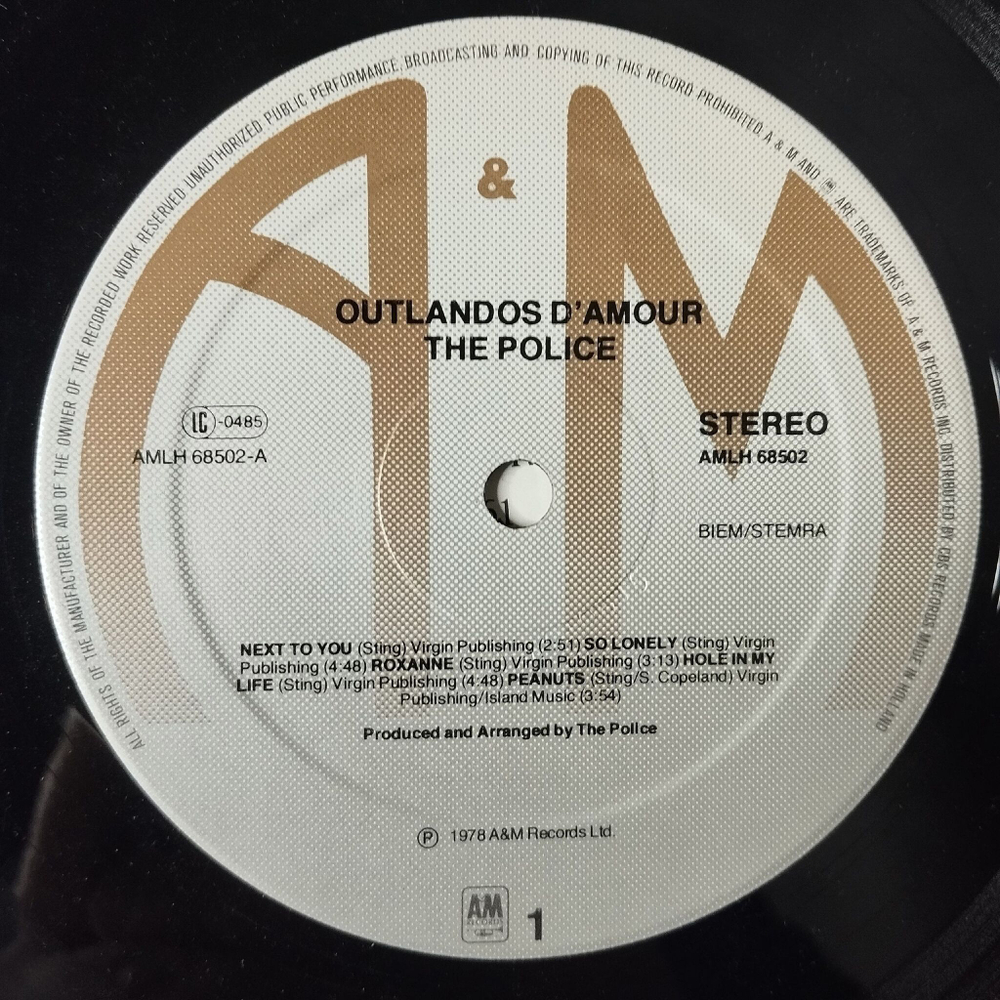 ALL RIGHTS OF THE MANUFACTURER AND OF THE OWNER OF THE RECORDED WORK RESERVED UNAUTHORIZED PUBLIC PERFORMANCE, BROADCASTING AND COPYING OF THIS RECORD PROHIBITED. A & M AND ARE TRADEMARKS OF A & M RECORDS INC. DISTRIBUTED BY CBS RECORDS MADE IN HOLLAND
A & M
OUTLANDOS D'AMOUR
THE POLICE
LC-0485
AMLH 68502-A
STEREO
AMLH 68502
BIEM/STEMRA
NEXT TO YOU (Sting) Virgin Publishing (2:51) SO LONELY (Sting) Virgin
Publishing (4:48) ROXANNE (Sting) Virgin Publishing (3:13) HOLE IN MY
LIFE (Sting) Virgin Publishing (4:48) PEANUTS (Sting/S. Copeland) Virgin
Publishing/Island Music (3:54)
Produced and Arranged by The Police
℗ 1978 A&M Records Ltd.
AM
RECORDS
1